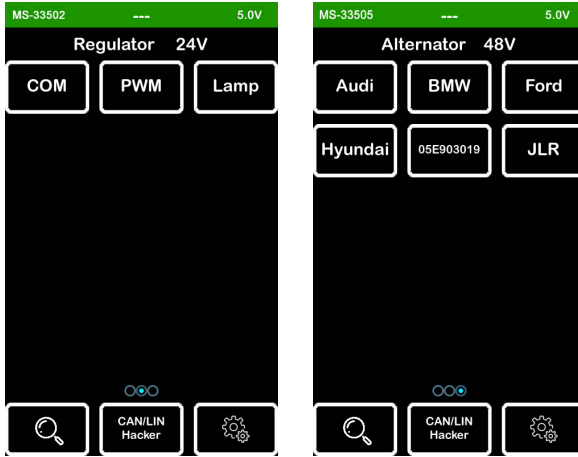 MS-33502 --- 5.0V
Regulator 24V
COM PWM Lamp
CAN/LIN
Hacker
MS-33505 --- 5.0V
Alternator 48V
Audi BMW Ford
Hyundai 05E903019 JLR
CAN/LIN
Hacker